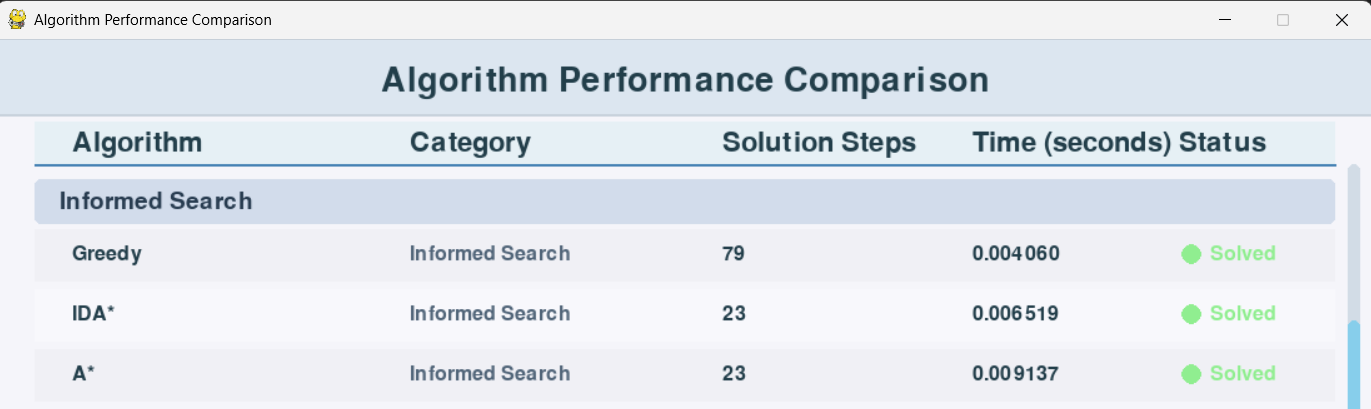 Algorithm Performance Comparison
Algorithm Performance Comparison
Algorithm Category Solution Steps Time (seconds) Status
Informed Search
Greedy Informed Search 79 0.004060 Solved
IDA* Informed Search 23 0.006519 Solved
A* Informed Search 23 0.009137 Solved